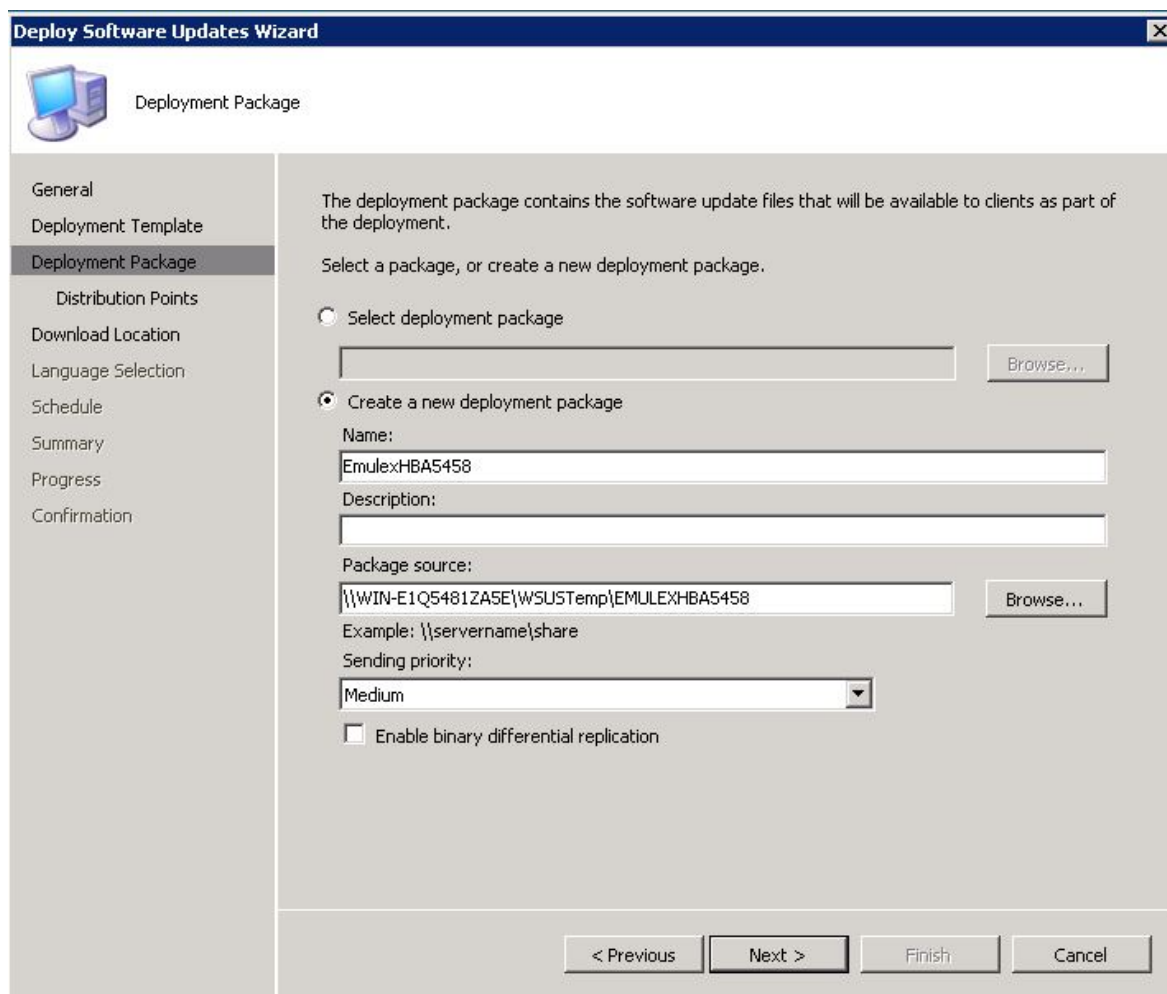 Deploy Software Updates Wizard
Deployment Package
General
Deployment Template
Deployment Package
Distribution Points
Download Location
Language Selection
Schedule
Summary
Progress
Confirmation
The deployment package contains the software update files that will be available to clients as part of
the deployment.
Select a package, or create a new deployment package.
Select deployment package
Browse...
Create a new deployment package
Name:
EmulexHBA5458
Description:
Package source:
\\WIN-E1Q5481ZA5E\WSUSTemp\EMULEXHBA5458
Browse...
Example: \\servername\share
Sending priority:
Medium
Enable binary differential replication
< Previous
Next >
Finish
Cancel